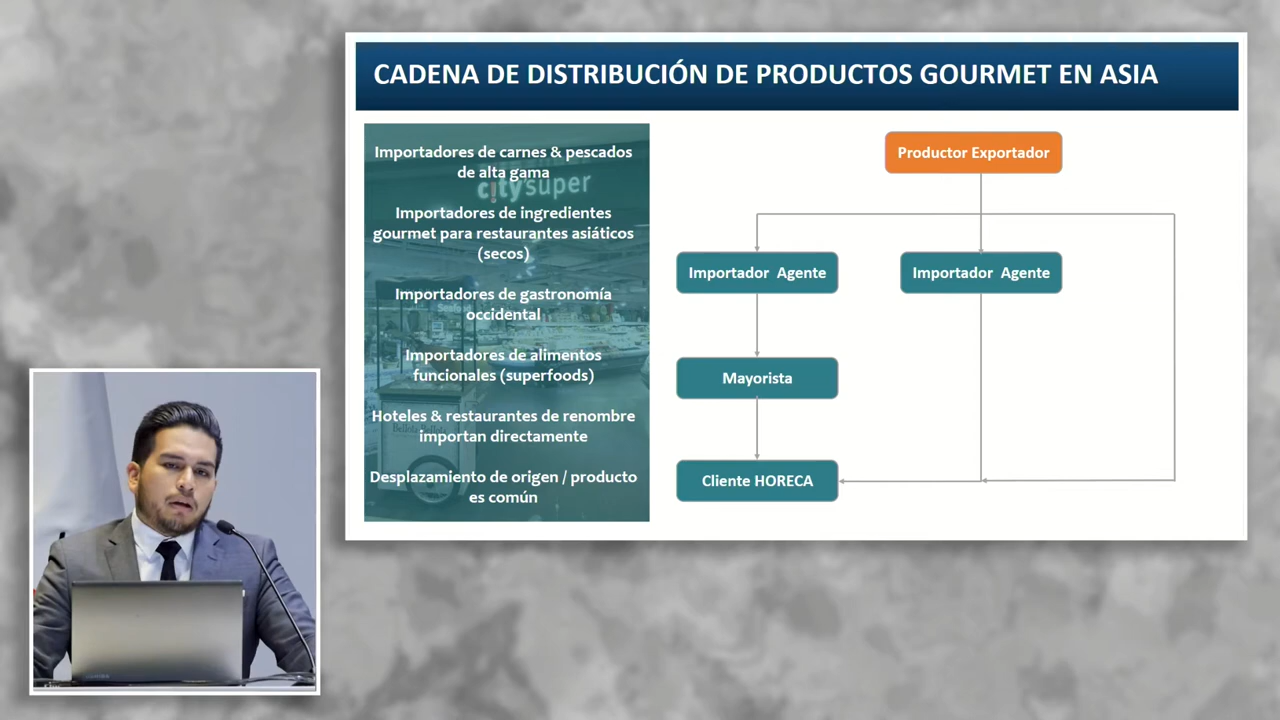 CADENA DE DISTRIBUCIÓN DE PRODUCTOS GOURMET EN ASIA
Importadores de carnes & pescados
de alta gama
city'super
Importadores de ingredientes
gourmet para restaurantes asiáticos
(secos)
Importadores de gastronomía
occidental
Importadores de alimentos
funcionales (superfoods)
Hoteles & restaurantes de renombre
importan directamente
Desplazamiento de origen / producto
es común
Productor Exportador
Importador Agente
Importador Agente
Mayorista
Cliente HORECA